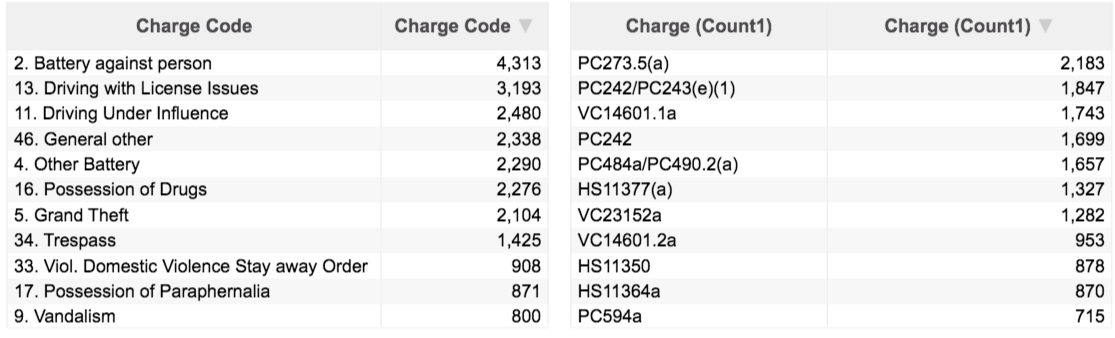 Charge Code Charge Code ▼
2. Battery against person 4,313
13. Driving with License Issues 3,193
11. Driving Under Influence 2,480
46. General other 2,338
4. Other Battery 2,290
16. Possession of Drugs 2,276
5. Grand Theft 2,104
34. Trespass 1,425
33. Viol. Domestic Violence Stay away Order 908
17. Possession of Paraphernalia 871
9. Vandalism 800
Charge (Count1) Charge (Count1) ▼
PC273.5(a) 2,183
PC242/PC243(e)(1) 1,847
VC14601.1a 1,743
PC242 1,699
PC484a/PC490.2(a) 1,657
HS11377(a) 1,327
VC23152a 1,282
VC14601.2a 953
HS11350 878
HS11364a 870
PC594a 715